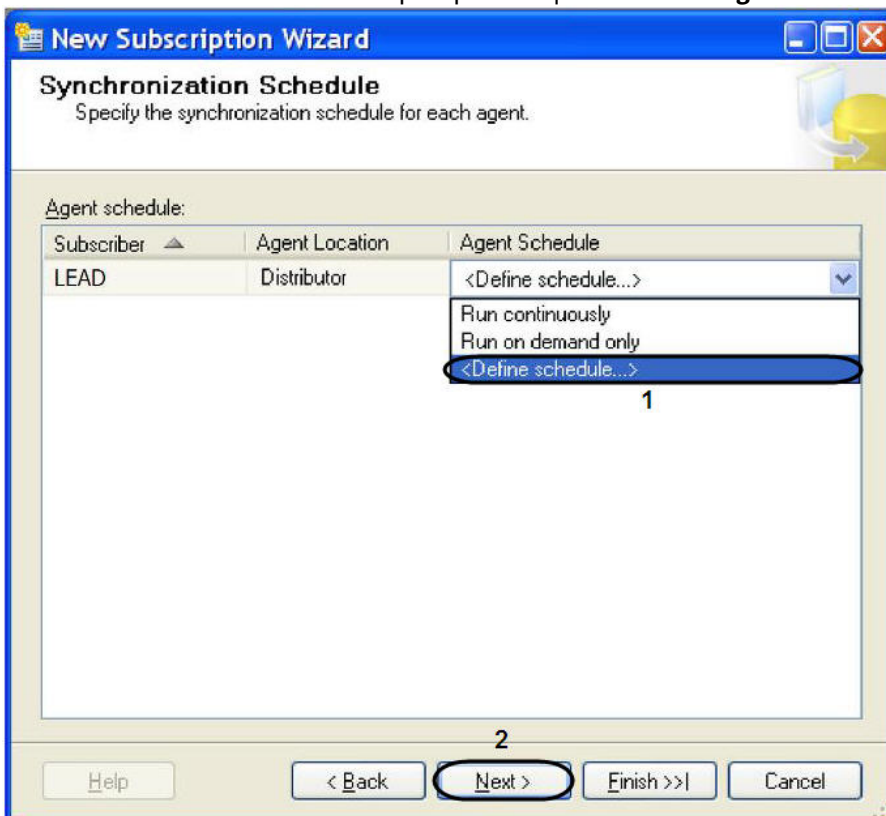 New Subscription Wizard
Synchronization Schedule
Specify the synchronization schedule for each agent.
Agent schedule:
Subscriber Agent Location Agent Schedule
LEAD Distributor <Define schedule...>
Run continuously
Run on demand only
<Define schedule...>
1
2
Help < Back Next > Finish >>| Cancel